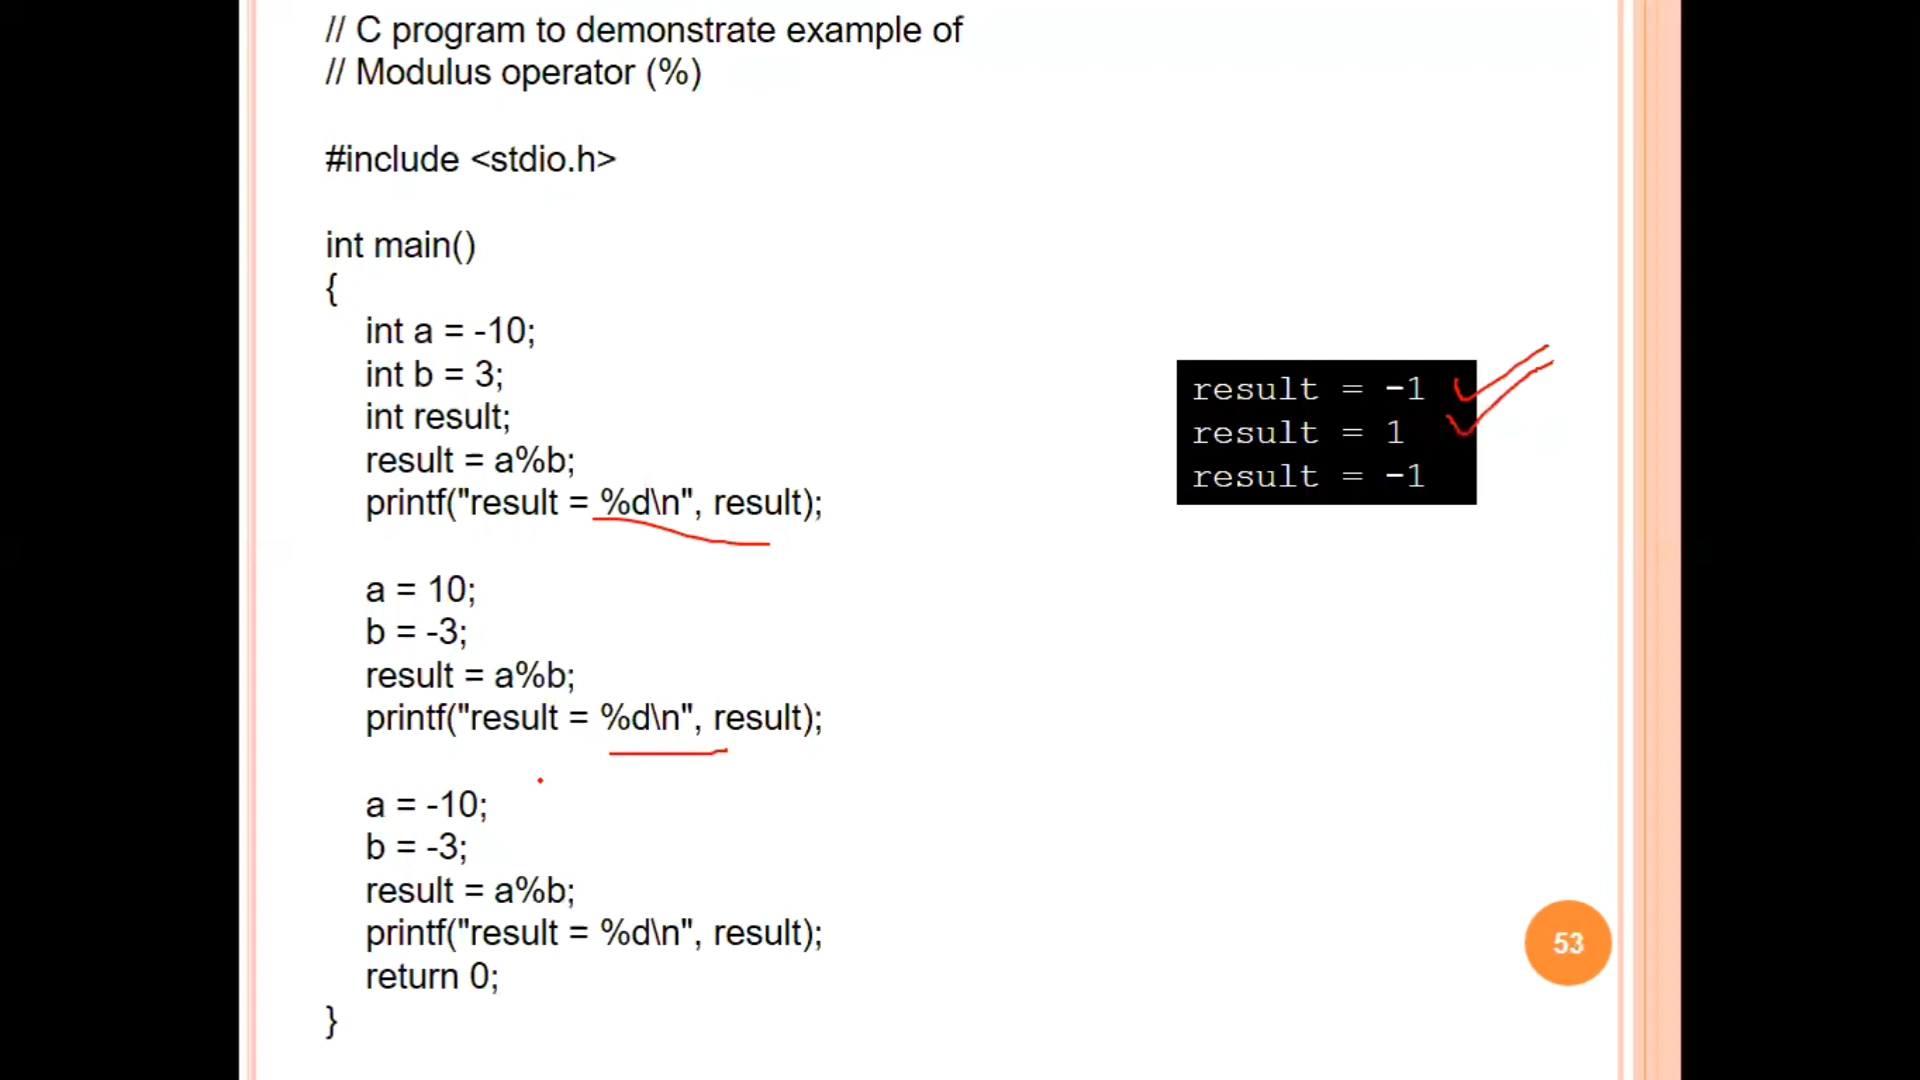 // C program to demonstrate example of
// Modulus operator (%)
#include <stdio.h>
int main()
{
int a = -10;
int b = 3;
int result;
result = a%b;
printf("result = %d\n", result);
a = 10;
b = -3;
result = a%b;
printf("result = %d\n", result);
a = -10;
b = -3;
result = a%b;
printf("result = %d\n", result);
return 0;
}
result = -1
result = 1
result = -1
53